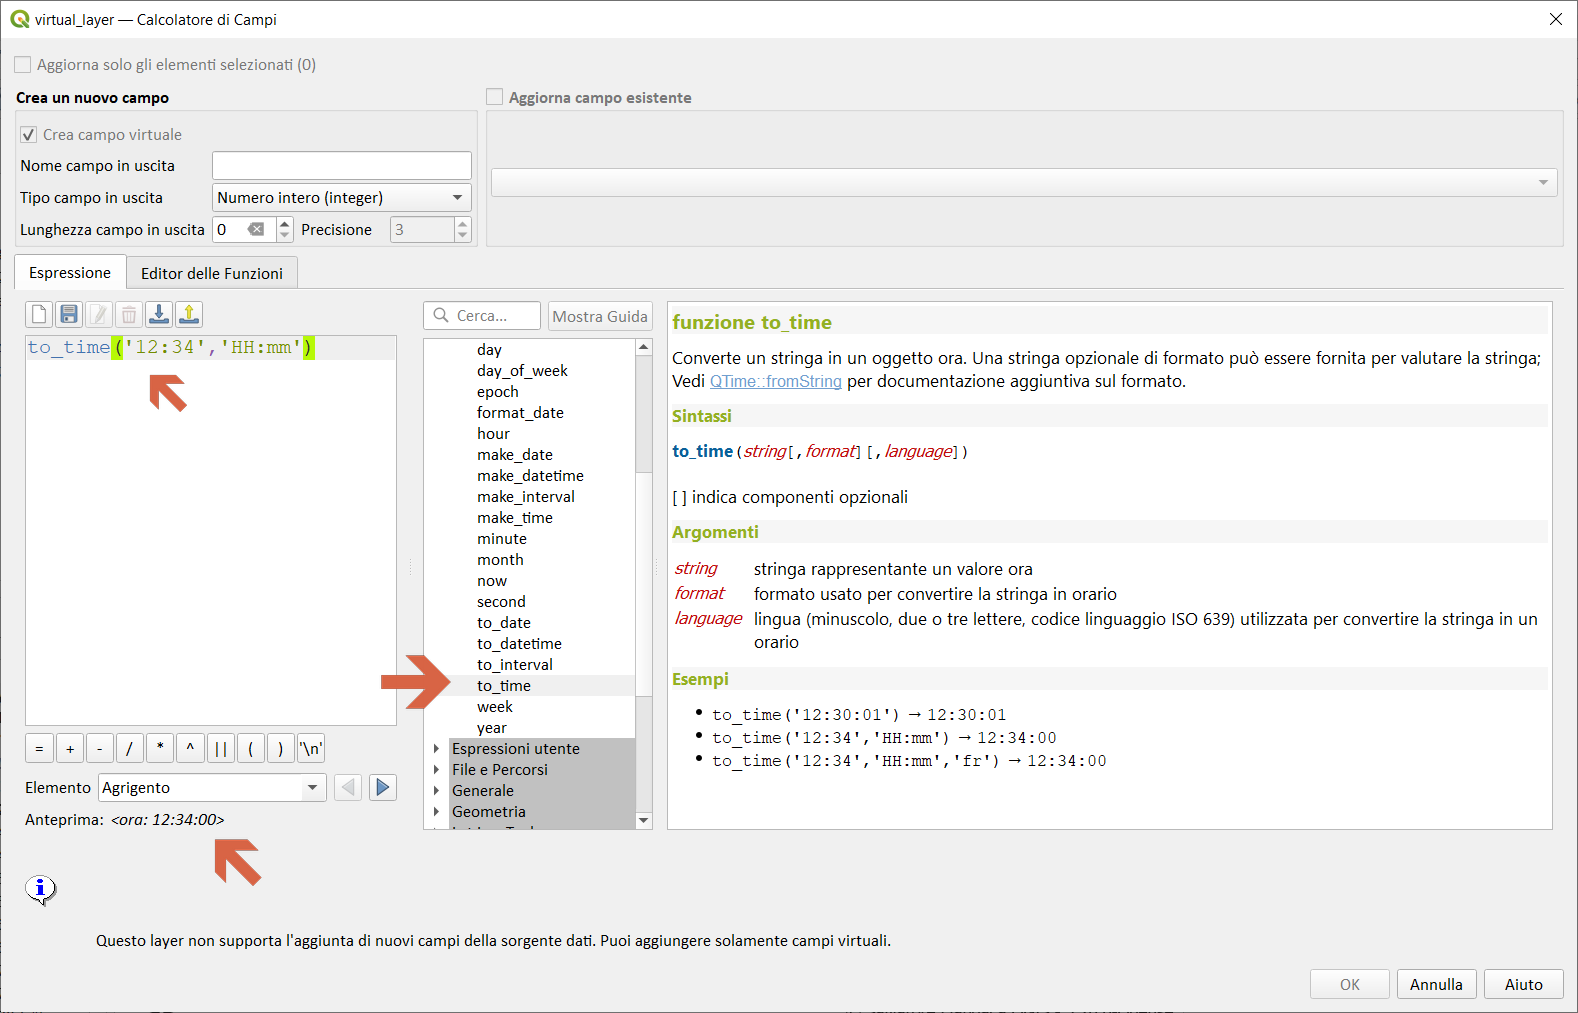 virtual_layer — Calcolatore di Campi
Aggiorna solo gli elementi selezionati (0)
Crea un nuovo campo
Aggiorna campo esistente
Crea campo virtuale
Nome campo in uscita
Tipo campo in uscita
Numero intero (integer)
Lunghezza campo in uscita
0
Precisione
3
Espressione
Editor delle Funzioni
to_time('12:34','HH:mm')
= + - / * ^ || ( ) '\n'
Elemento
Agrigento
Anteprima: <ora: 12:34:00>
Cerca...
Mostra Guida
day
day_of_week
epoch
format_date
hour
make_date
make_datetime
make_interval
make_time
minute
month
now
second
to_date
to_datetime
to_interval
to_time
week
year
Espressioni utente
File e Percorsi
Generale
Geometria
funzione to_time
Converte un stringa in un oggetto ora. Una stringa opzionale di formato può essere fornita per valutare la stringa;
Vedi QTime::fromString per documentazione aggiuntiva sul formato.
Sintassi
to_time(string[,format][,language])
[ ] indica componenti opzionali
Argomenti
string stringa rappresentante un valore ora
format formato usato per convertire la stringa in orario
language lingua (minuscolo, due o tre lettere, codice linguaggio ISO 639) utilizzata per convertire la stringa in un
orario
Esempi
• to_time('12:30:01') → 12:30:01
• to_time('12:34','HH:mm') → 12:34:00
• to_time('12:34','HH:mm','fr') → 12:34:00
Questo layer non supporta l'aggiunta di nuovi campi della sorgente dati. Puoi aggiungere solamente campi virtuali.
OK
Annulla
Aiuto